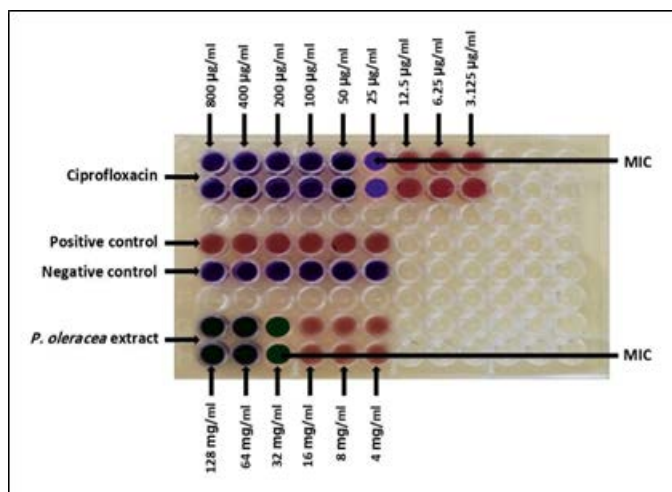 800 µg/ml
400 µg/ml
200 µg/ml
100 µg/ml
50 µg/ml
25 µg/ml
12.5 µg/ml
6.25 µg/ml
3.125 µg/ml
Ciprofloxacin
MIC
Positive control
Negative control
P. oleracea extract
MIC
128 mg/ml
64 mg/ml
32 mg/ml
16 mg/ml
8 mg/ml
4 mg/ml